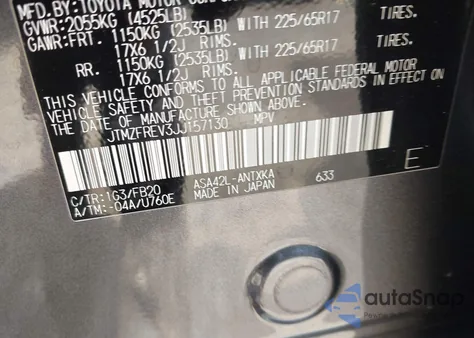 MFD.BY:TOYOTA MOTOR
GVWR:2055KG (4525LB)
GAWR:FRT. 1150KG (2535LB) WITH 225/65R17 TIRES.
17X6 1/2J RIMS.
RR. 1150KG (2535LB) WITH 225/65R17 TIRES.
17X6 1/2J RIMS.
THIS VEHICLE CONFORMS TO ALL APPLICABLE FEDERAL MOTOR
VEHICLE SAFETY AND THEFT PREVENTION STANDARDS IN EFFECT
ON THE DATE OF MANUFACTURE SHOWN ABOVE.
JTMZFREV3JJ157130 MPV
C/TR:1G3/FB20 ASA42L-ANTXKA 633 E
A/TM:-04A/U760E MADE IN JAPAN
autaSnap